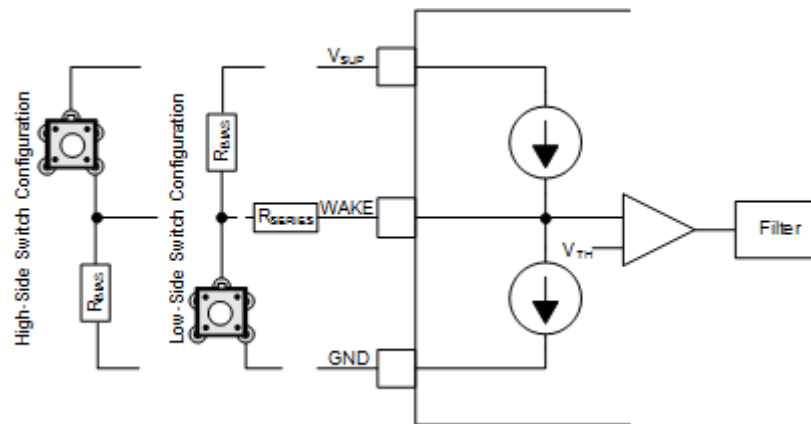 High-Side Switch Configuration
RBIAS
Low-Side Switch Configuration
RBIAS
RSERIES
VSUP
WAKE
GND
VTH
Filter